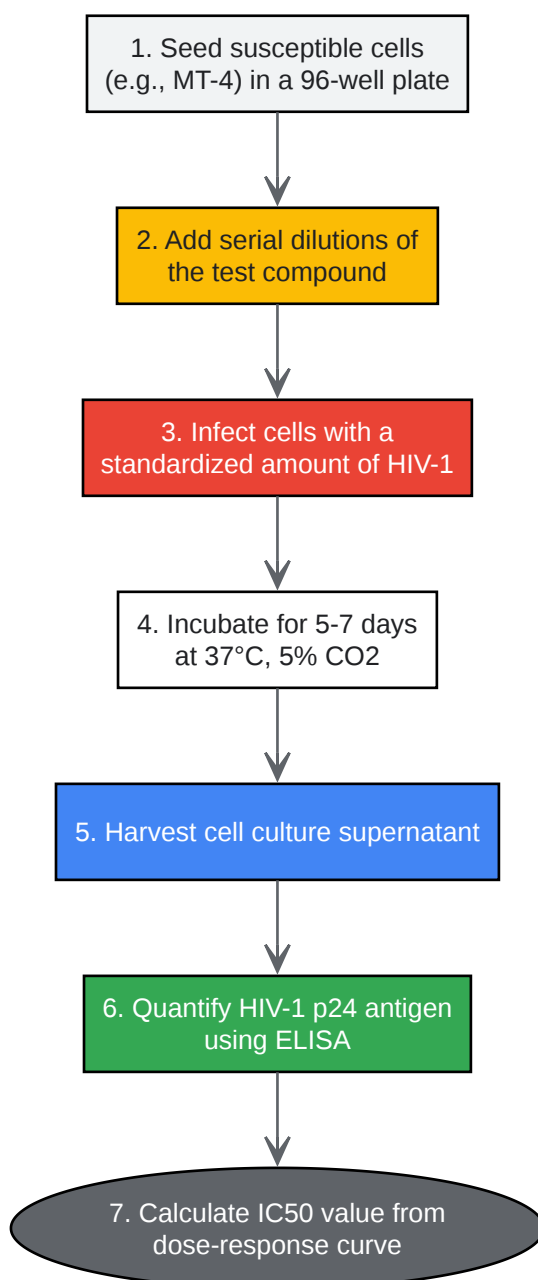 1. Seed susceptible cells
(e.g., MT-4) in a 96-well plate
2. Add serial dilutions of
the test compound
3. Infect cells with a
standardized amount of HIV-1
4. Incubate for 5-7 days
at 37°C, 5% CO2
5. Harvest cell culture supernatant
6. Quantify HIV-1 p24 antigen
using ELISA
7. Calculate IC50 value from
dose-response curve